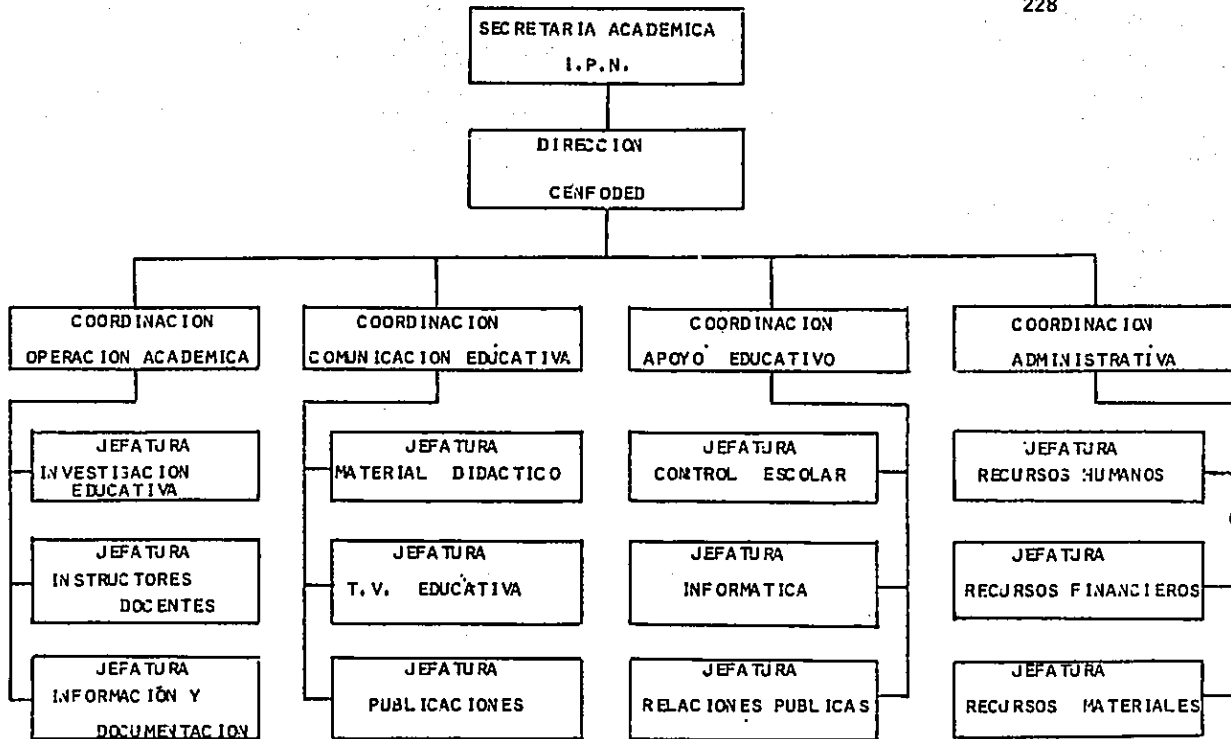 228
SECRETARIA ACADEMICA
I.P.N.
DIRECCION
CENFODED
COORDINACION
OPERACION ACADEMICA
COORDINACION
COMUNICACION EDUCATIVA
COORDINACION
APOYO EDUCATIVO
COORDINACION
ADMINISTRATIVA
JEFATURA
INVESTIGACION
EDUCATIVA
JEFATURA
MATERIAL DIDACTICO
JEFATURA
CONTROL ESCOLAR
JEFATURA
RECURSOS HUMANOS
JEFATURA
INSTRUCTORES
DOCENTES
JEFATURA
T.V. EDUCATIVA
JEFATURA
INFORMATICA
JEFATURA
RECURSOS FINANCIEROS
JEFATURA
INFORMACIÓN Y
DOCUMENTACION
JEFATURA
PUBLICACIONES
JEFATURA
RELACIONES PUBLICAS
JEFATURA
RECURSOS MATERIALES